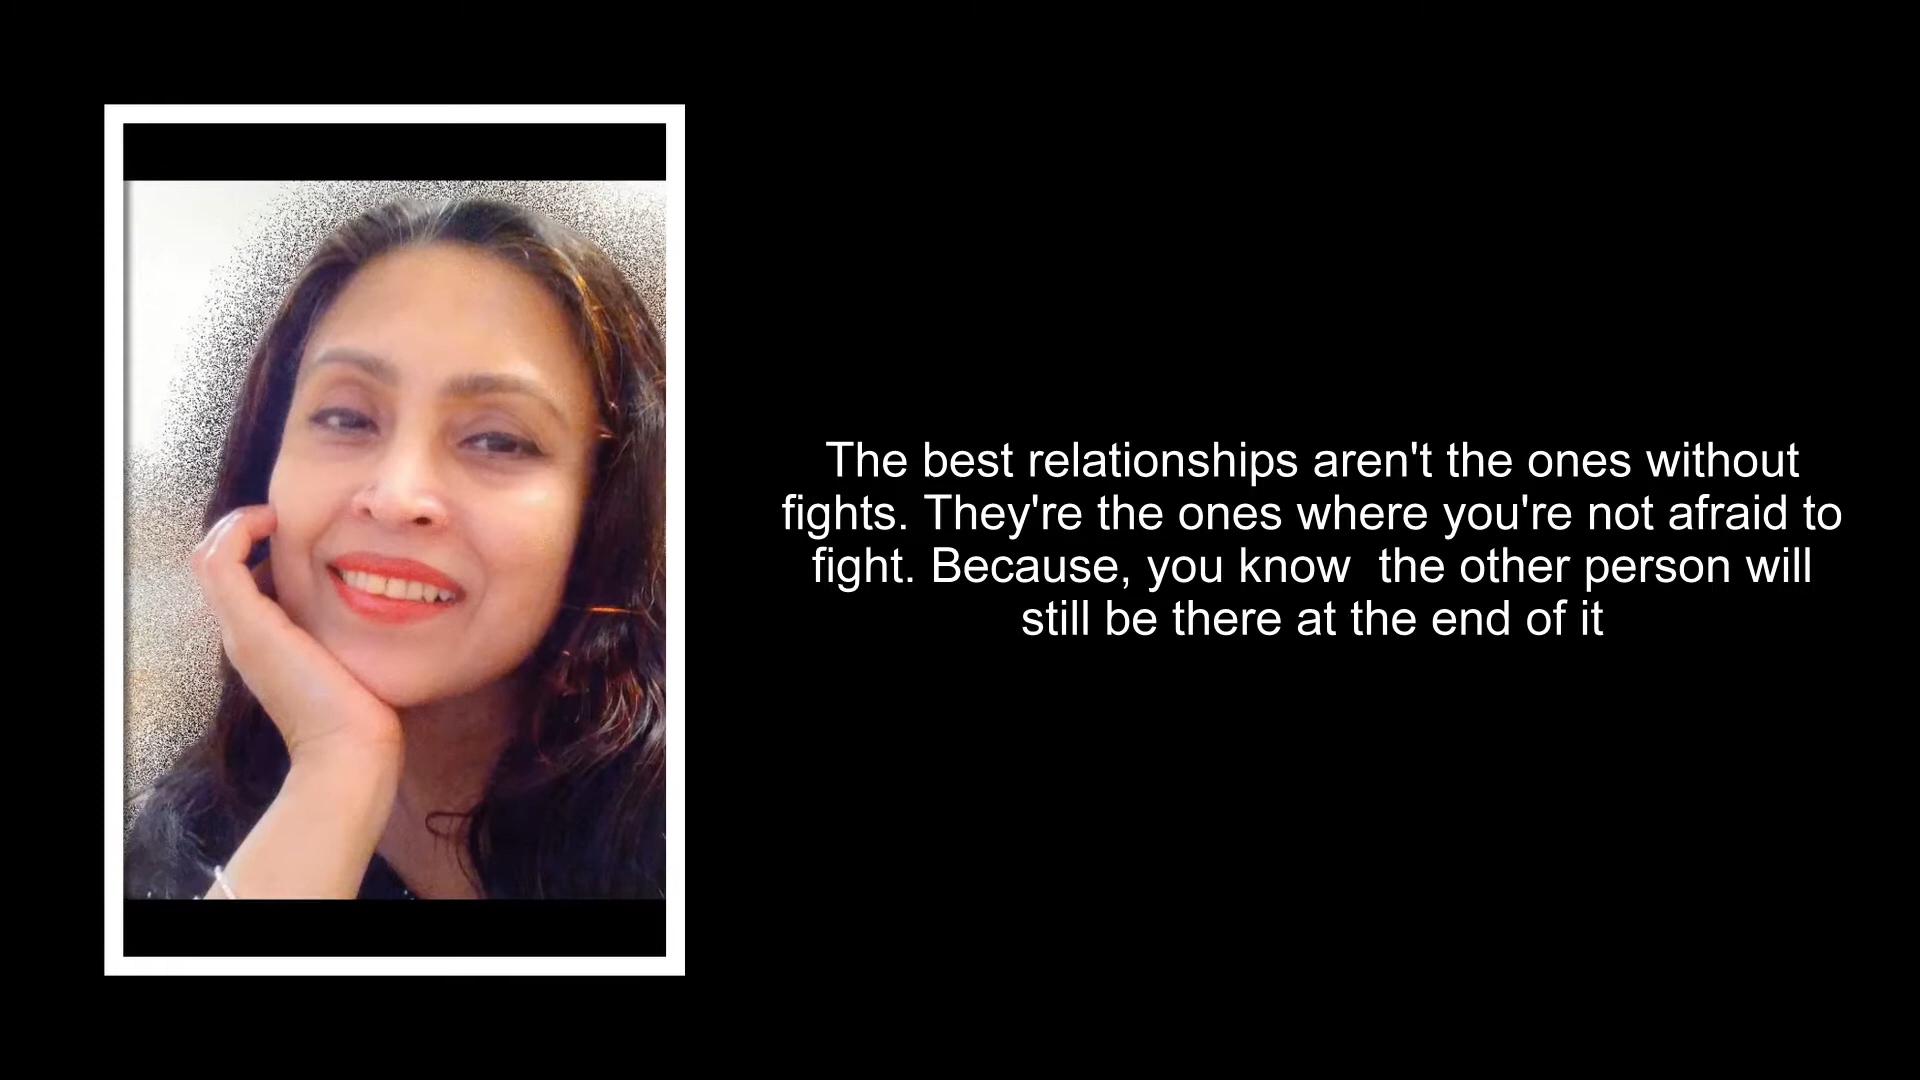 The best relationships aren't the ones without
fights. They're the ones where you're not afraid to
fight. Because, you know  the other person will
still be there at the end of it